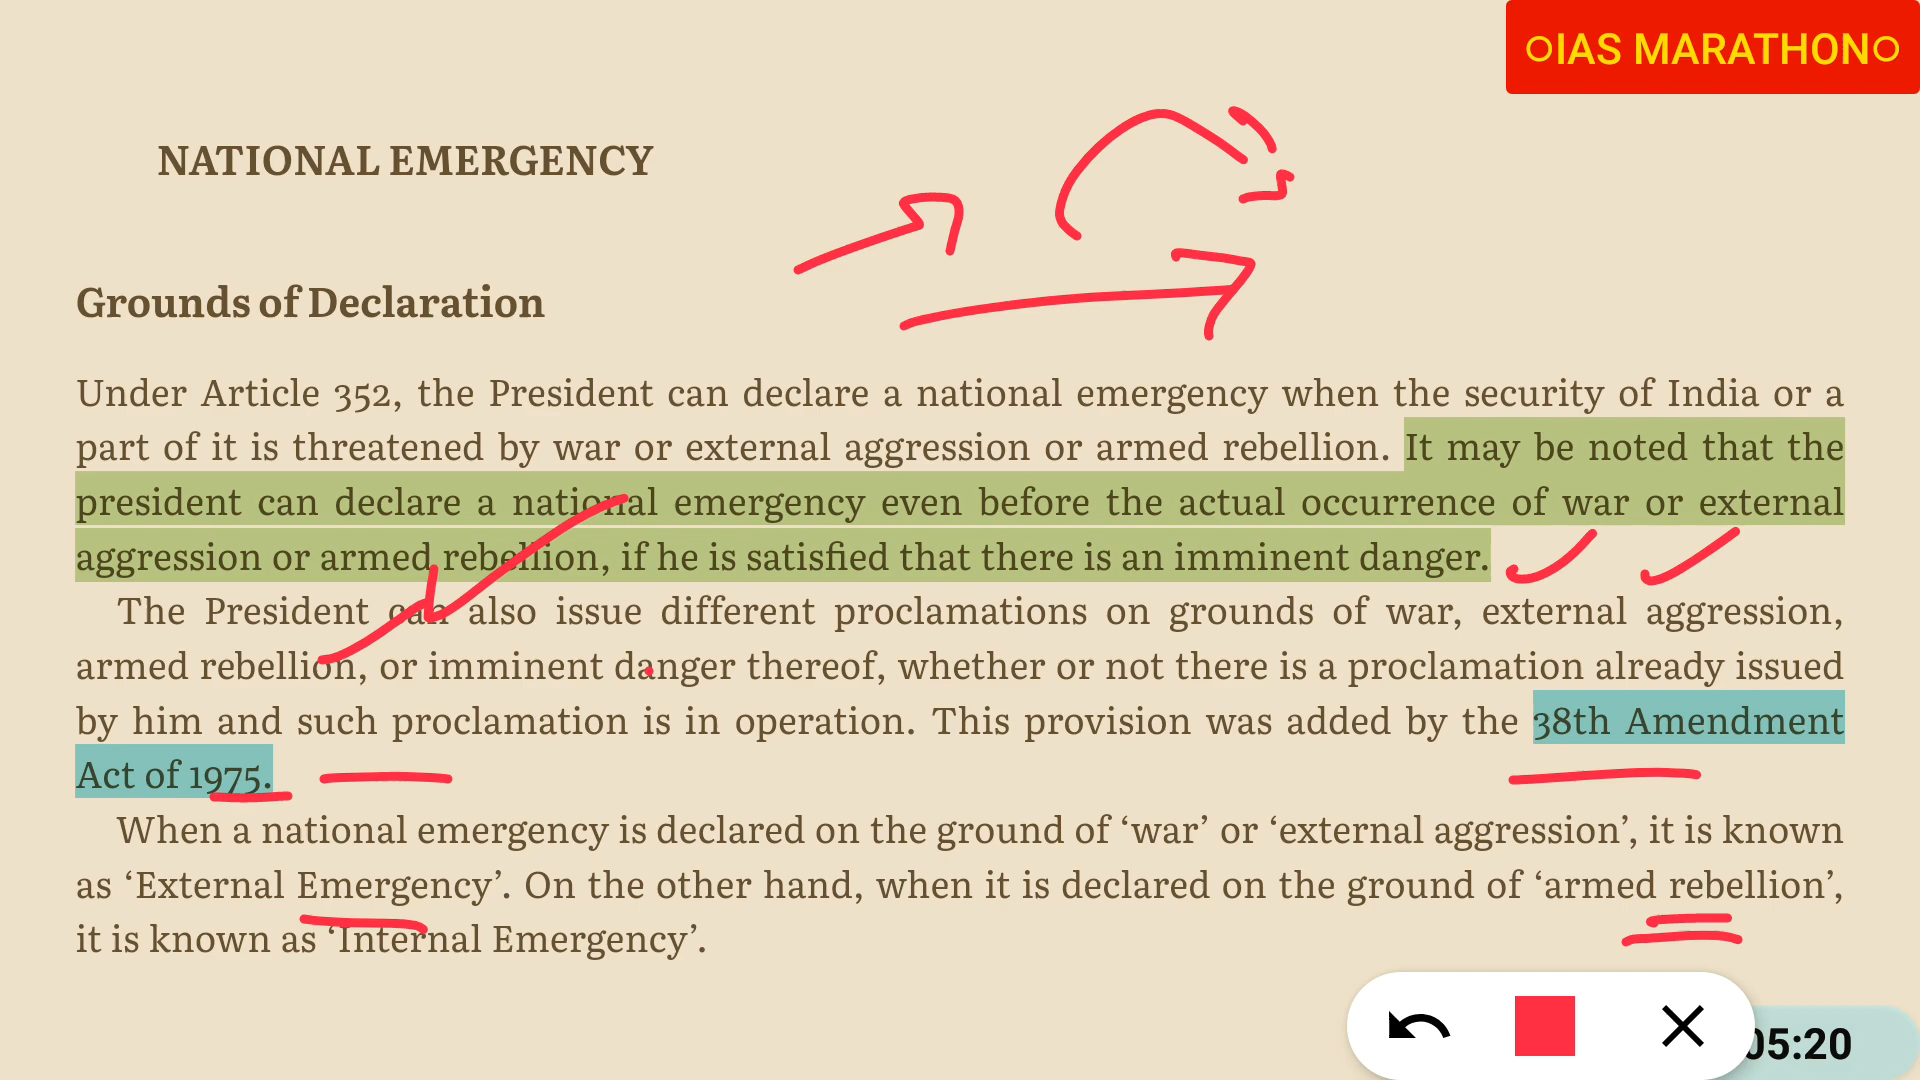 ○IAS MARATHON○
NATIONAL EMERGENCY
Grounds of Declaration
Under Article 352, the President can declare a national emergency when the security of India or a
part of it is threatened by war or external aggression or armed rebellion. It may be noted that the
president can declare a national emergency even before the actual occurrence of war or external
aggression or armed rebellion, if he is satisfied that there is an imminent danger.
The President can also issue different proclamations on grounds of war, external aggression,
armed rebellion, or imminent danger thereof, whether or not there is a proclamation already issued
by him and such proclamation is in operation. This provision was added by the 38th Amendment
Act of 1975.
When a national emergency is declared on the ground of ‘war’ or ‘external aggression’, it is known
as ‘External Emergency’. On the other hand, when it is declared on the ground of ‘armed rebellion’,
it is known as ‘Internal Emergency’.
05:20